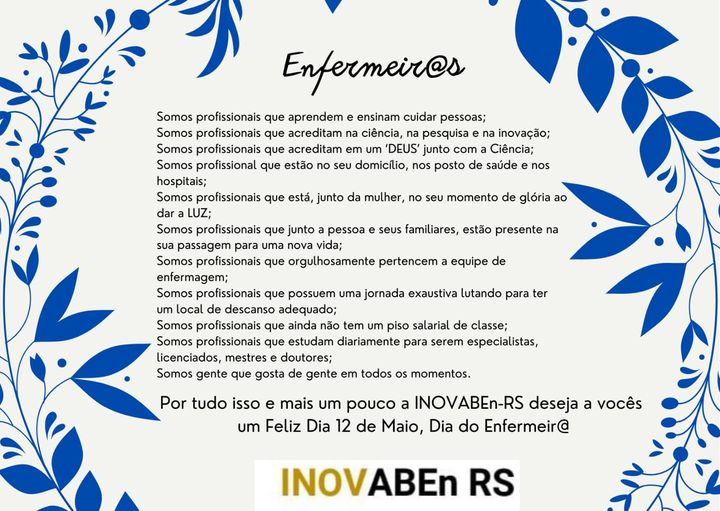 Enfermeir@s
Somos profissionais que aprendem e ensinam cuidar pessoas;
Somos profissionais que acreditam na ciência, na pesquisa e na inovação;
Somos profissionais que acreditam em um ‘DEUS’ junto com a Ciência;
Somos profissional que estão no seu domicílio, nos posto de saúde e nos
hospitais;
Somos profissionais que está, junto da mulher, no seu momento de glória ao
dar a LUZ;
Somos profissionais que junto a pessoa e seus familiares, estão presente na
sua passagem para uma nova vida;
Somos profissionais que orgulhosamente pertencem a equipe de
enfermagem;
Somos profissionais que possuem uma jornada exaustiva lutando para ter
um local de descanso adequado;
Somos profissionais que ainda não tem um piso salarial de classe;
Somos profissionais que estudam diariamente para serem especialistas,
licenciados, mestres e doutores;
Somos gente que gosta de gente em todos os momentos.
Por tudo isso e mais um pouco a INOVABEn-RS deseja a vocês
um Feliz Dia 12 de Maio, Dia do Enfermeir@
INOVABEn RS